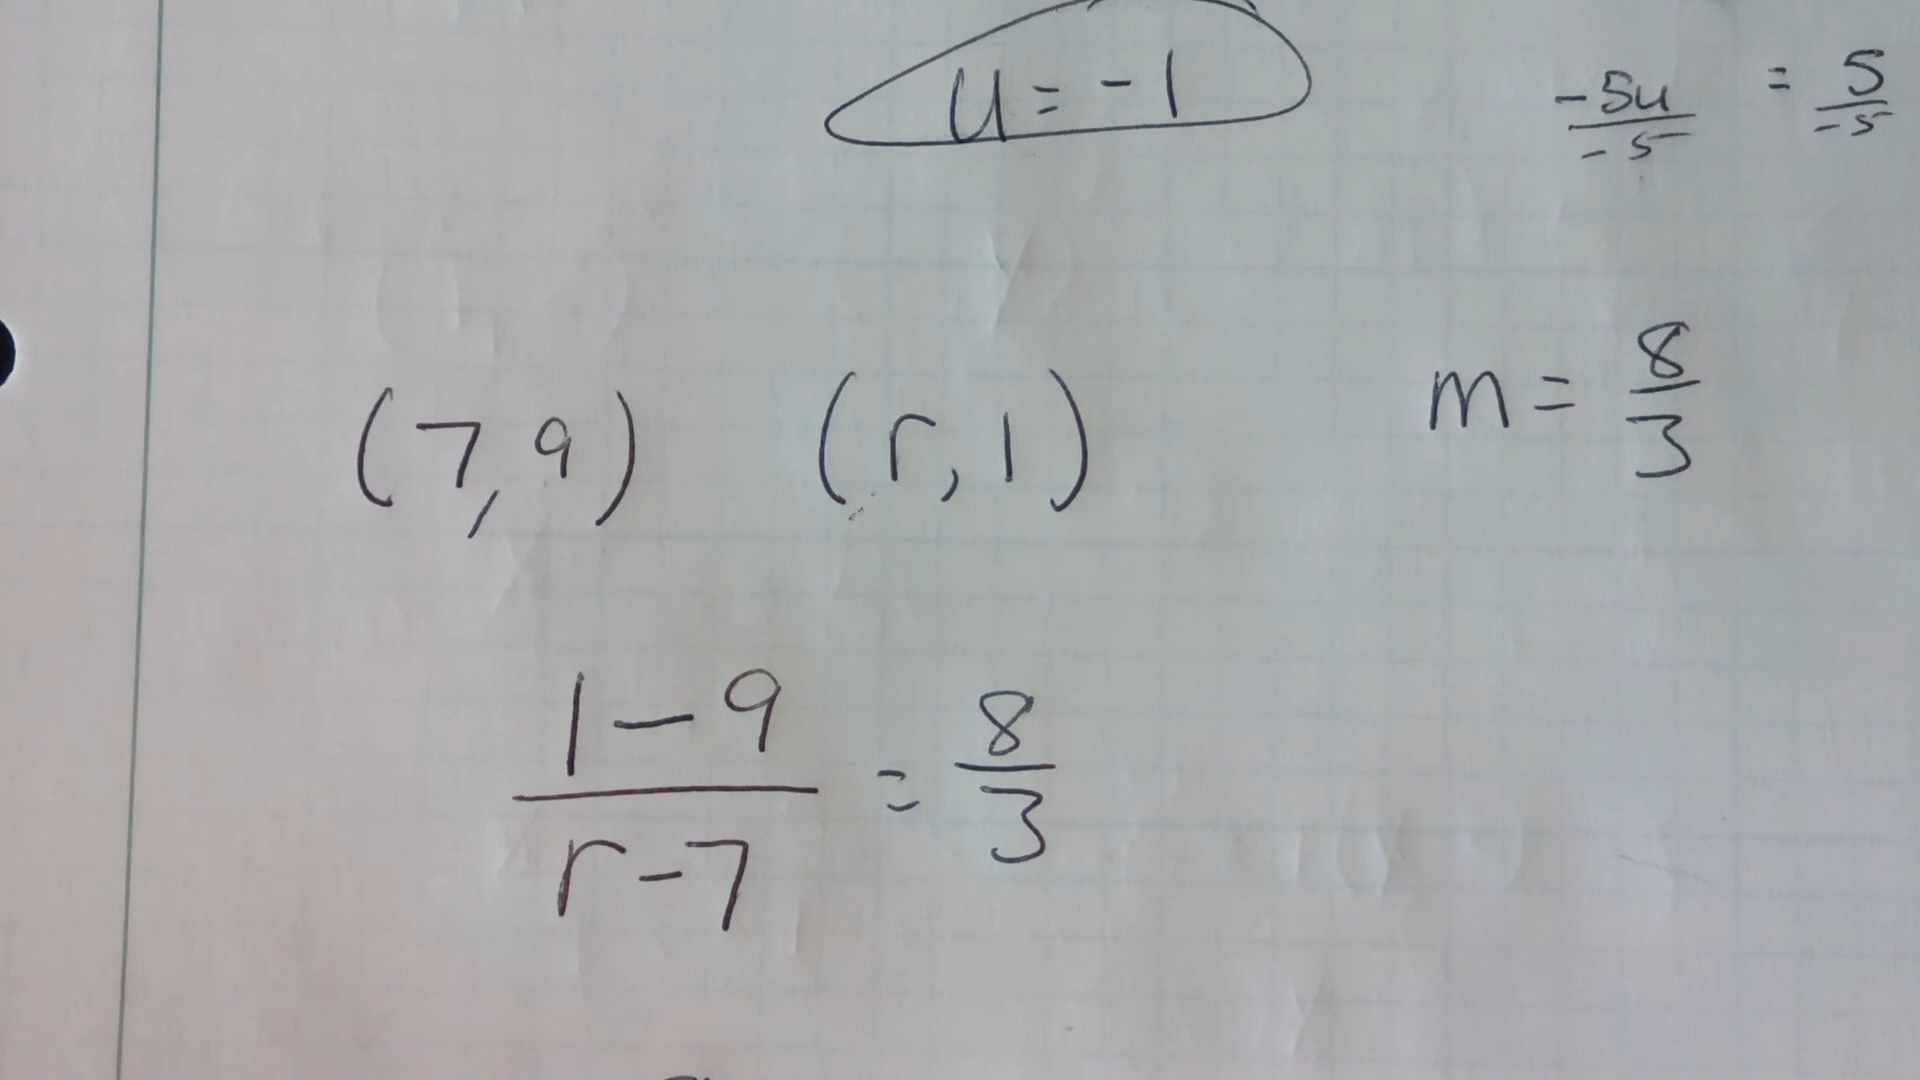 u = -1
-5u/-5 = 5/-5
(7, 9) (r, 1) m = 8/3
1 - 9 / r - 7 = 8/3